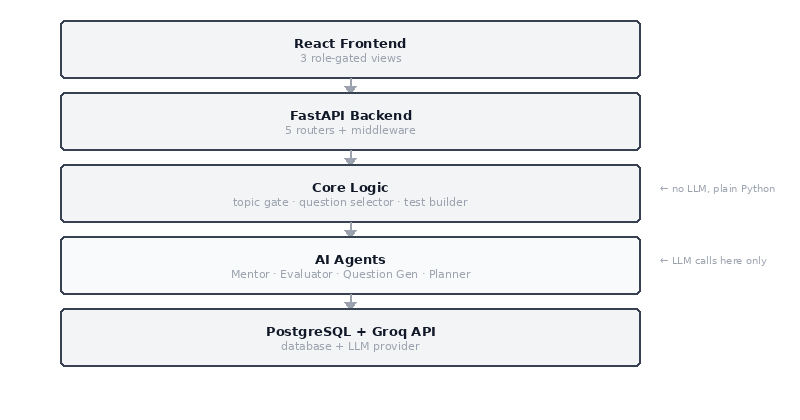 React Frontend
3 role-gated views
FastAPI Backend
5 routers + middleware
Core Logic
topic gate · question selector · test builder
← no LLM, plain Python
AI Agents
Mentor · Evaluator · Question Gen · Planner
← LLM calls here only
PostgreSQL + Groq API
database + LLM provider